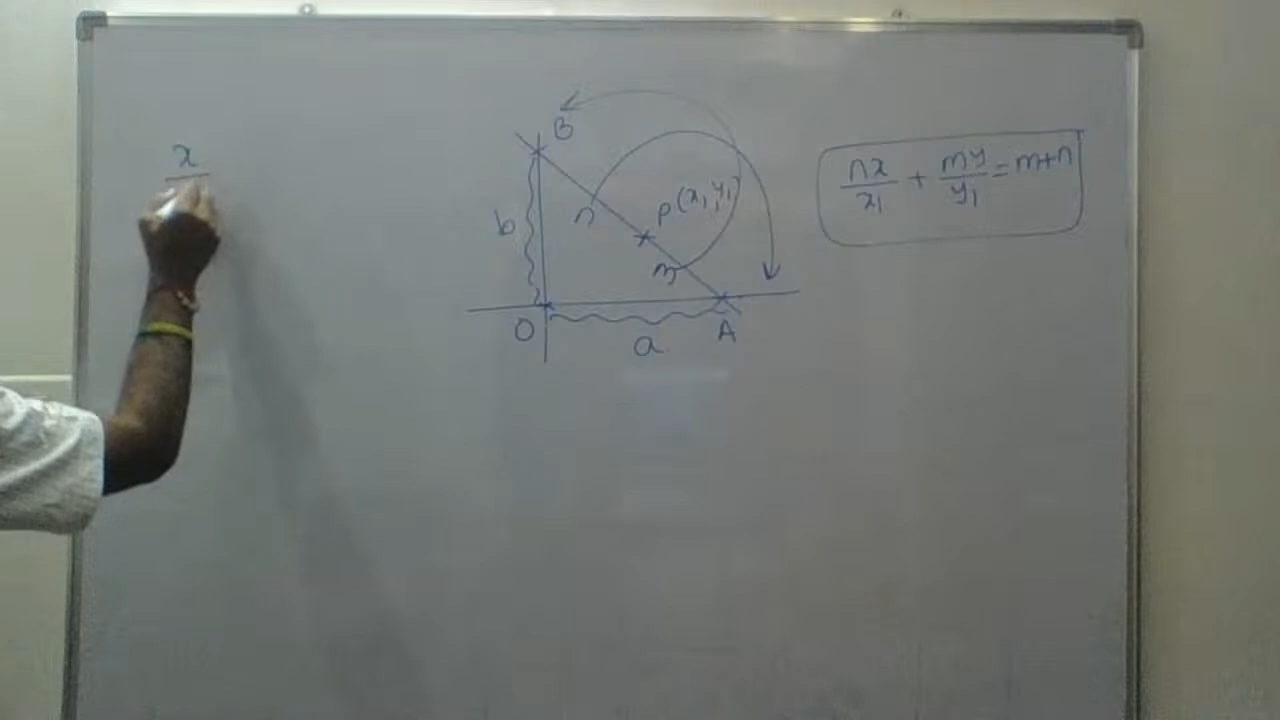 x
B
b
n
P(x₁,y₁)
m
O
a
A
nx/x₁ + my/y₁ = m+n